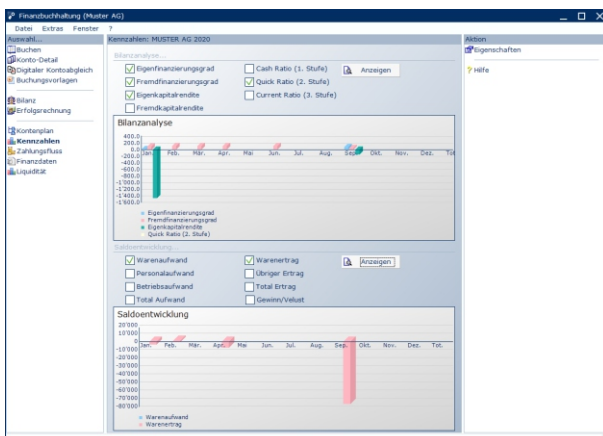 Finanzbuchhaltung (Muster AG)
Datei Extras Fenster ?
Auswahl...
Buchen
Konto-Detail
Digitaler Kontoabgleich
Buchungsvorlagen
Bilanz
Erfolgsrechnung
Kontenplan
Kennzahlen
Zahlungsfluss
Finanzdaten
Liquidität
Kennzahlen: MUSTER AG 2020
Bilanzanalyse...
Eigenfinanzierungsgrad Cash Ratio (1. Stufe) Anzeigen
Fremdfinanzierungsgrad Quick Ratio (2. Stufe)
Eigenkapitalrendite Current Ratio (3. Stufe)
Fremdkapitalrendite
Bilanzanalyse
400.0
200.0
0.0
-200.0
-400.0
-600.0
-800.0
-1'000.0
-1'200.0
-1'400.0
-1'600.0
Jan. Feb. Mär. Apr. Mai Jun. Jul. Aug. Sep. Okt. Nov. Dez. Tot
Eigenfinanzierungsgrad
Fremdfinanzierungsgrad
Eigenkapitalrendite
Quick Ratio (2. Stufe)
Saldoentwicklung...
Warenaufwand Warenertrag Anzeigen
Personalaufwand Übriger Ertrag
Betriebsaufwand Total Ertrag
Total Aufwand Gewinn/Velust
Saldoentwicklung
20'000
10'000
0
-10'000
-20'000
-30'000
-40'000
-50'000
-60'000
-70'000
-80'000
Jan. Feb. Mär. Apr. Mai Jun. Jul. Aug. Sep. Okt. Nov. Dez. Tot.
Warenaufwand
Warenertrag
Aktion
Eigenschaften
Hilfe